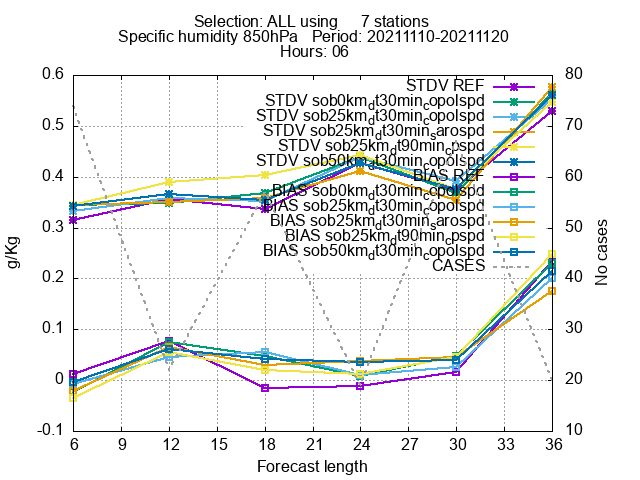 Selection: ALL using 7 stations
Specific humidity 850hPa Period: 20211110-20211120
Hours: 06
0.6
0.5
0.4
0.3
0.2
0.1
0
-0.1
g/Kg
80
70
60
50
40
30
20
10
No cases
STDV REF
STDV sob0km_dt30min_copolspd
STDV sob25km_dt30min_copolspd
STDV sob25km_dt30min_sarospd
STDV sob25km_dt90min_cpspd
STDV sob50km_dt30min_copolspd
BIAS REF
BIAS sob0km_dt30min_copolspd
BIAS sob25km_dt30min_copolspd
BIAS sob25km_dt30min_sarospd
BIAS sob25km_dt90min_cpspd
BIAS sob50km_dt30min_copolspd
CASES
6 9 12 15 18 21 24 27 30 33 36
Forecast length